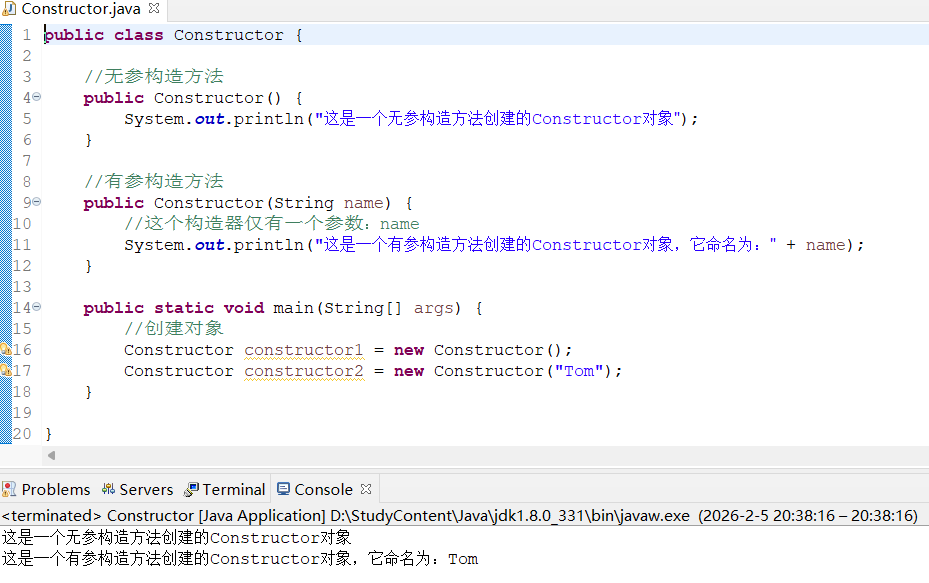 Constructor.java
1 public class Constructor {
2
3 //无参构造方法
4 public Constructor() {
5 System.out.println("这是一个无参构造方法创建的Constructor对象");
6 }
7
8 //有参构造方法
9 public Constructor(String name) {
10 //这个构造器仅有一个参数：name
11 System.out.println("这是一个有参构造方法创建的Constructor对象，它命名为：" + name);
12 }
13
14 public static void main(String[] args) {
15 //创建对象
16 Constructor constructor1 = new Constructor();
17 Constructor constructor2 = new Constructor("Tom");
18 }
19
20 }
Problems Servers Terminal Console
<terminated> Constructor [Java Application] D:\StudyContent\Java\jdk1.8.0_331\bin\javaw.exe (2026-2-5 20:38:16 – 20:38:16)
这是一个无参构造方法创建的Constructor对象
这是一个有参构造方法创建的Constructor对象，它命名为：Tom